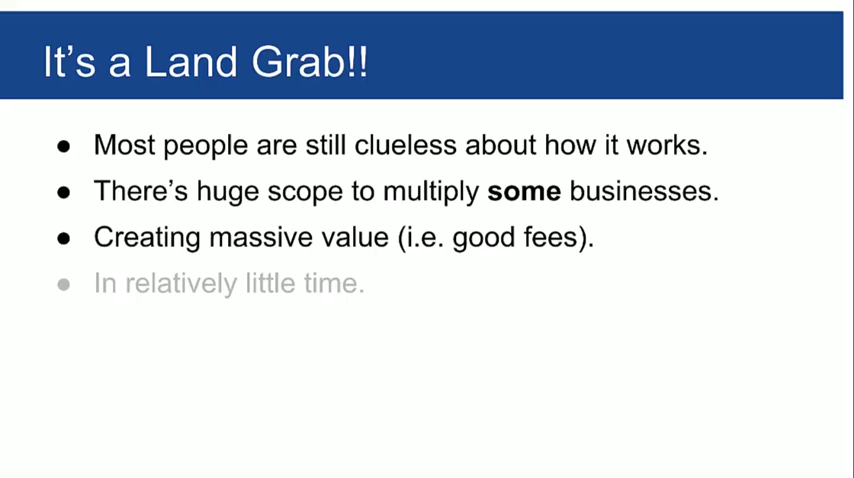 It's a Land Grab!!
● Most people are still clueless about how it works.
● There's huge scope to multiply some businesses.
● Creating massive value (i.e. good fees).
● In relatively little time.